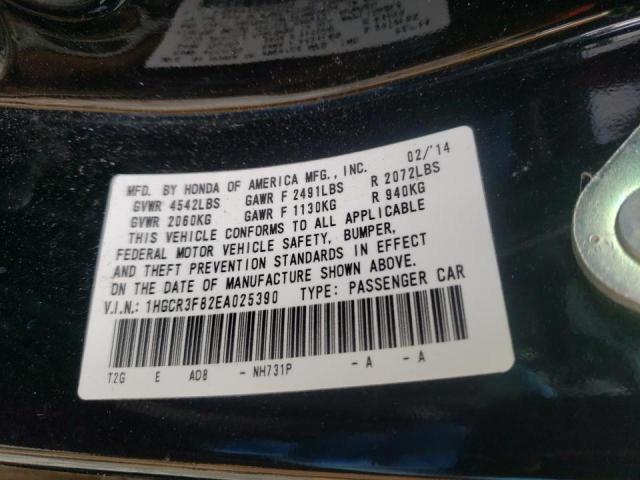 MFD. BY HONDA OF AMERICA MFG., INC. 02/'14
GVWR 4542LBS GAWR F 2491LBS R 2072LBS
GVWR 2060KG GAWR F 1130KG R 940KG
THIS VEHICLE CONFORMS TO ALL APPLICABLE
FEDERAL MOTOR VEHICLE SAFETY, BUMPER,
AND THEFT PREVENTION STANDARDS IN EFFECT
ON THE DATE OF MANUFACTURE SHOWN ABOVE.
V.I.N.: 1HGCR3F82EA025390 TYPE: PASSENGER CAR
T2G E AD8 - NH731P - A - A